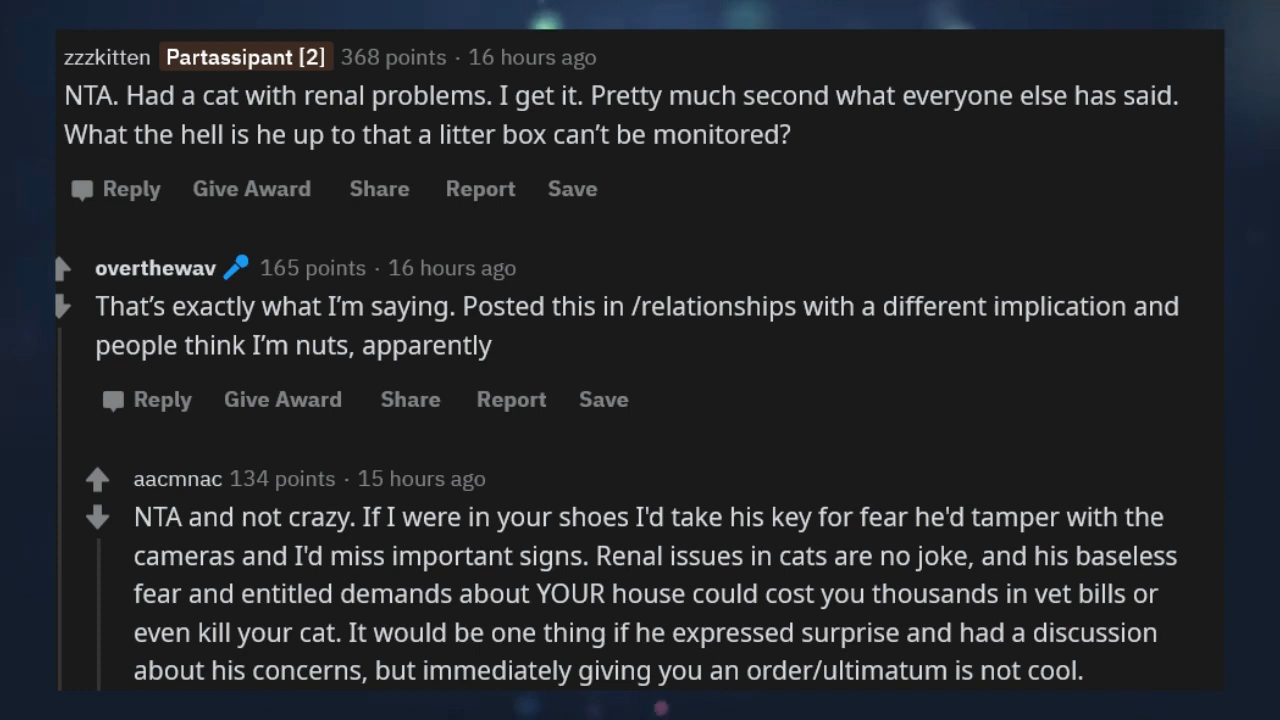 zzzkitten Partassipant [2] 368 points · 16 hours ago
NTA. Had a cat with renal problems. I get it. Pretty much second what everyone else has said.
What the hell is he up to that a litter box can’t be monitored?
Reply Give Award Share Report Save
overthewav 165 points · 16 hours ago
That’s exactly what I’m saying. Posted this in /relationships with a different implication and
people think I’m nuts, apparently
Reply Give Award Share Report Save
aacmnac 134 points · 15 hours ago
NTA and not crazy. If I were in your shoes I'd take his key for fear he'd tamper with the
cameras and I'd miss important signs. Renal issues in cats are no joke, and his baseless
fear and entitled demands about YOUR house could cost you thousands in vet bills or
even kill your cat. It would be one thing if he expressed surprise and had a discussion
about his concerns, but immediately giving you an order/ultimatum is not cool.